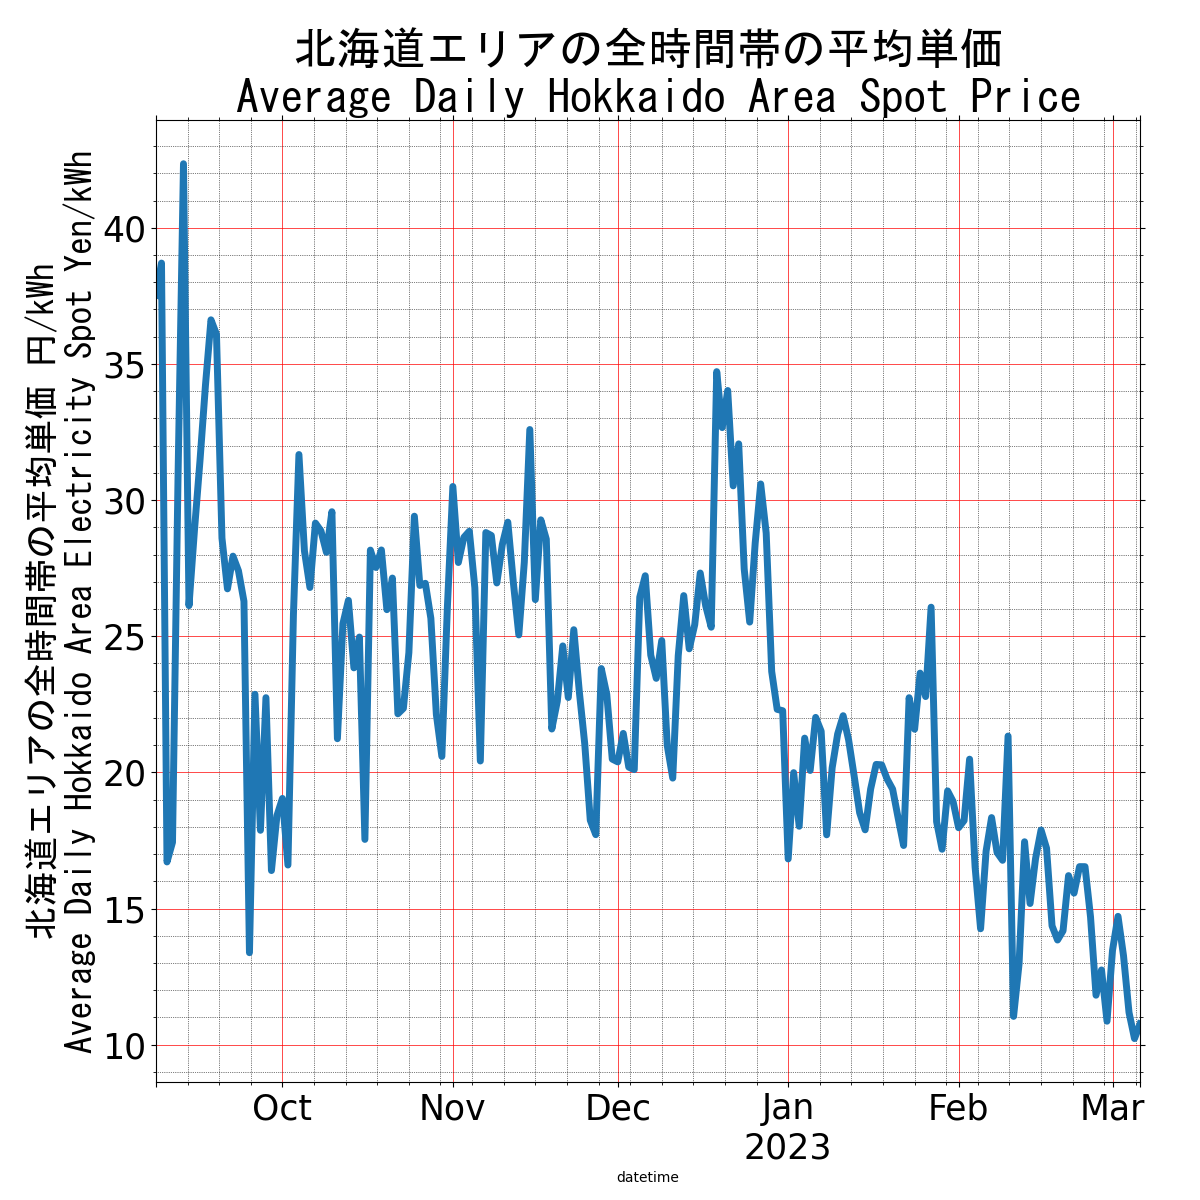 北海道エリアの全時間帯の平均単価
Average Daily Hokkaido Area Spot Price
北海道エリアの全時間帯の平均単価 円/kWh
Average Daily Hokkaido Area Electricity Spot Yen/kWh
40
35
30
25
20
15
10
Oct Nov Dec Jan Feb Mar
2023
datetime